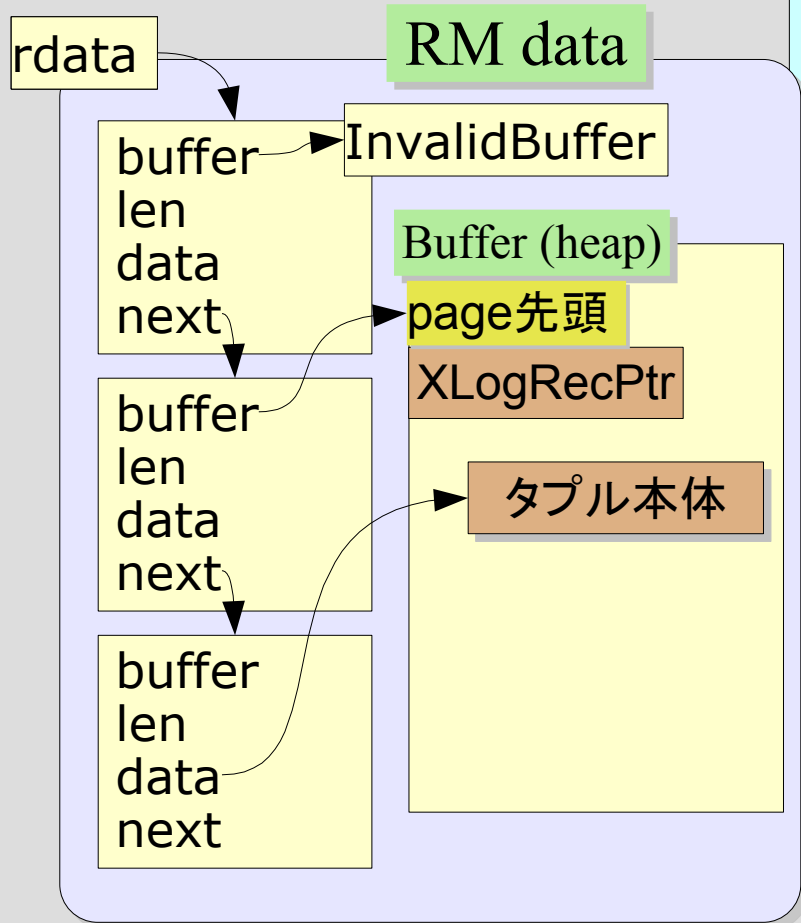 RM data
rdata
buffer
len
data
next
InvalidBuffer
Buffer (heap)
page先頭
XLogRecPtr
buffer
len
data
next
タプル本体
buffer
len
data
next